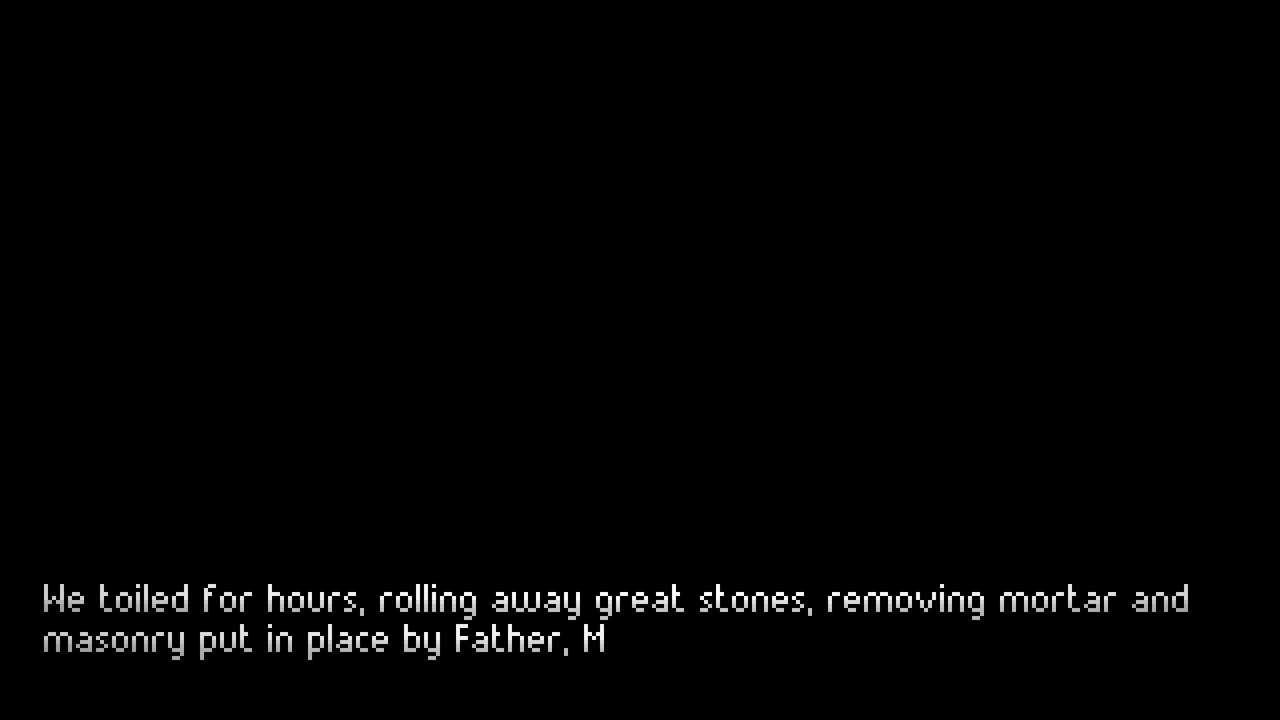 We toiled for hours, rolling away great stones, removing mortar and
masonry put in place by Father, M